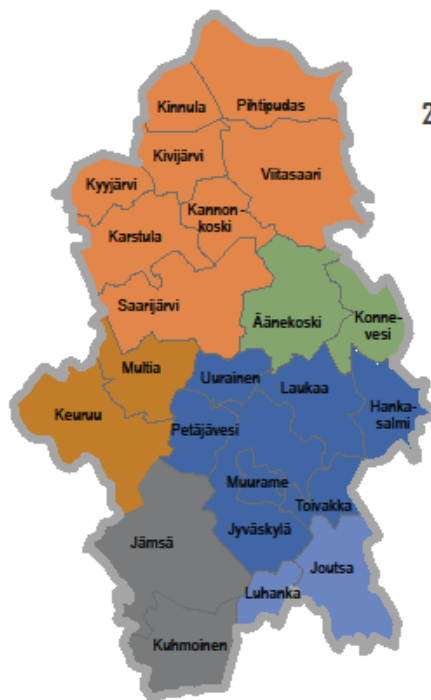 Kinnula
Pihtipudas
2
Kivijärvi
Viitasaari
Kyyjärvi
Kannon-
koski
Karstula
Saarijärvi
Äänekoski
Konne-
vesi
Multia
Uurainen
Laukaa
Keuruu
Hanka-
salmi
Petäjävesi
Muurame
Toivakka
Jyväskylä
Jämsä
Joutsa
Luhanka
Kuhmoinen